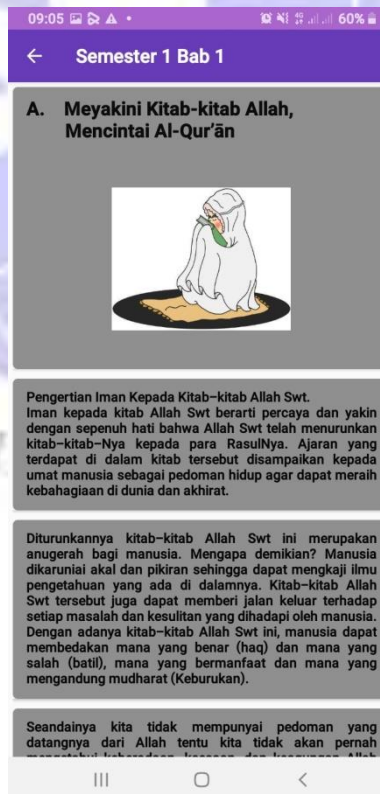 09:05 60%
Semester 1 Bab 1
A. Meyakini Kitab-kitab Allah,
Mencintai Al-Qur'ān
Pengertian Iman Kepada Kitab-kitab Allah Swt.
Iman kepada kitab Allah Swt berarti percaya dan yakin
dengan sepenuh hati bahwa Allah Swt telah menurunkan
kitab-kitab-Nya kepada para RasulNya. Ajaran yang
terdapat di dalam kitab tersebut disampaikan kepada
umat manusia sebagai pedoman hidup agar dapat meraih
kebahagiaan di dunia dan akhirat.
Diturunkannya kitab-kitab Allah Swt ini merupakan
anugerah bagi manusia. Mengapa demikian? Manusia
dikaruniai akal dan pikiran sehingga dapat mengkaji ilmu
pengetahuan yang ada di dalamnya. Kitab-kitab Allah
Swt tersebut juga dapat memberi jalan keluar terhadap
setiap masalah dan kesulitan yang dihadapi oleh manusia.
Dengan adanya kitab-kitab Allah Swt ini, manusia dapat
membedakan mana yang benar (haq) dan mana yang
salah (batil), mana yang bermanfaat dan mana yang
mengandung mudharat (Keburukan).
Seandainya kita tidak mempunyai pedoman yang
datangnya dari Allah tentu kita tidak akan pernah